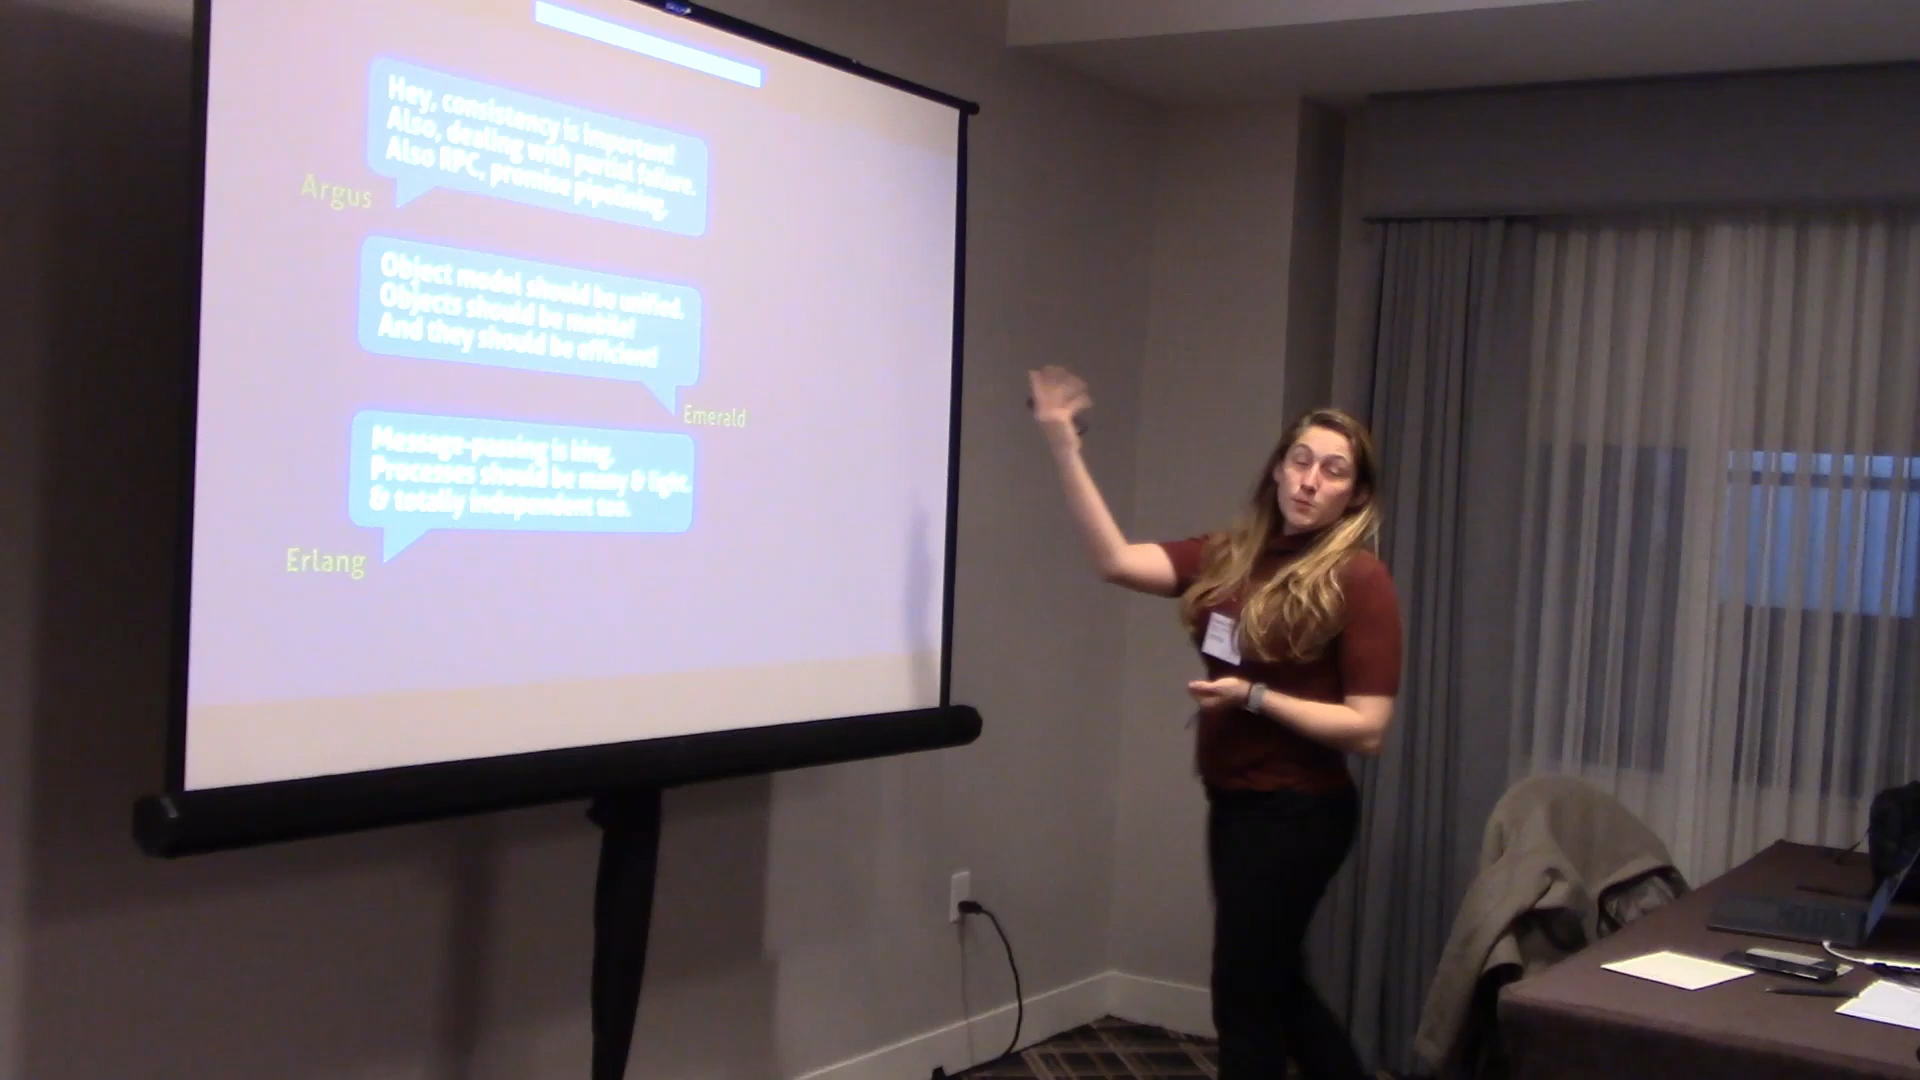 Hey, consistency is important!
Also, dealing with partial failure.
Also RPC, promise pipelining.
Argus
Object model should be unified.
Objects should be mobile!
And they should be efficient!
Emerald
Message-passing is king.
Processes should be many & light.
& totally independent too.
Erlang